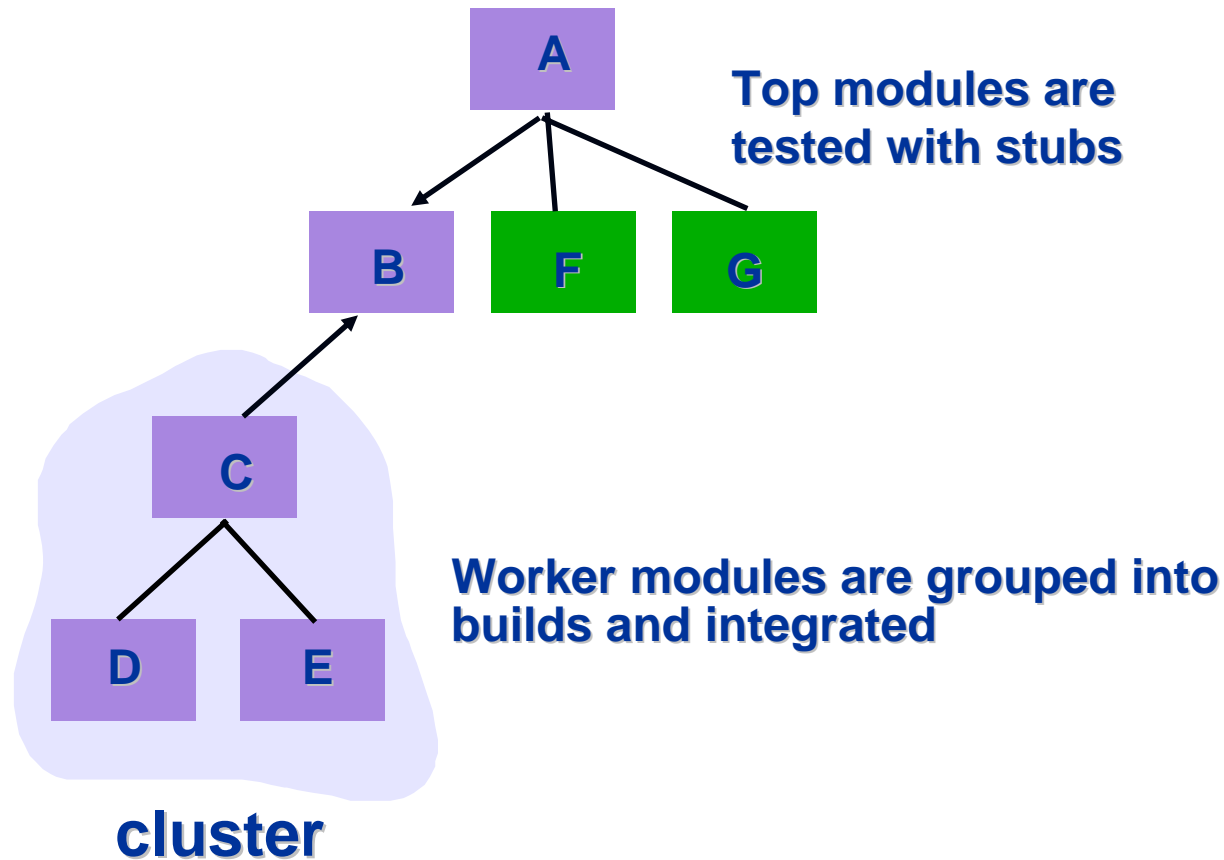 A
Top modules are
tested with stubs
B
F
G
C
Worker modules are grouped into
builds and integrated
D
E
cluster